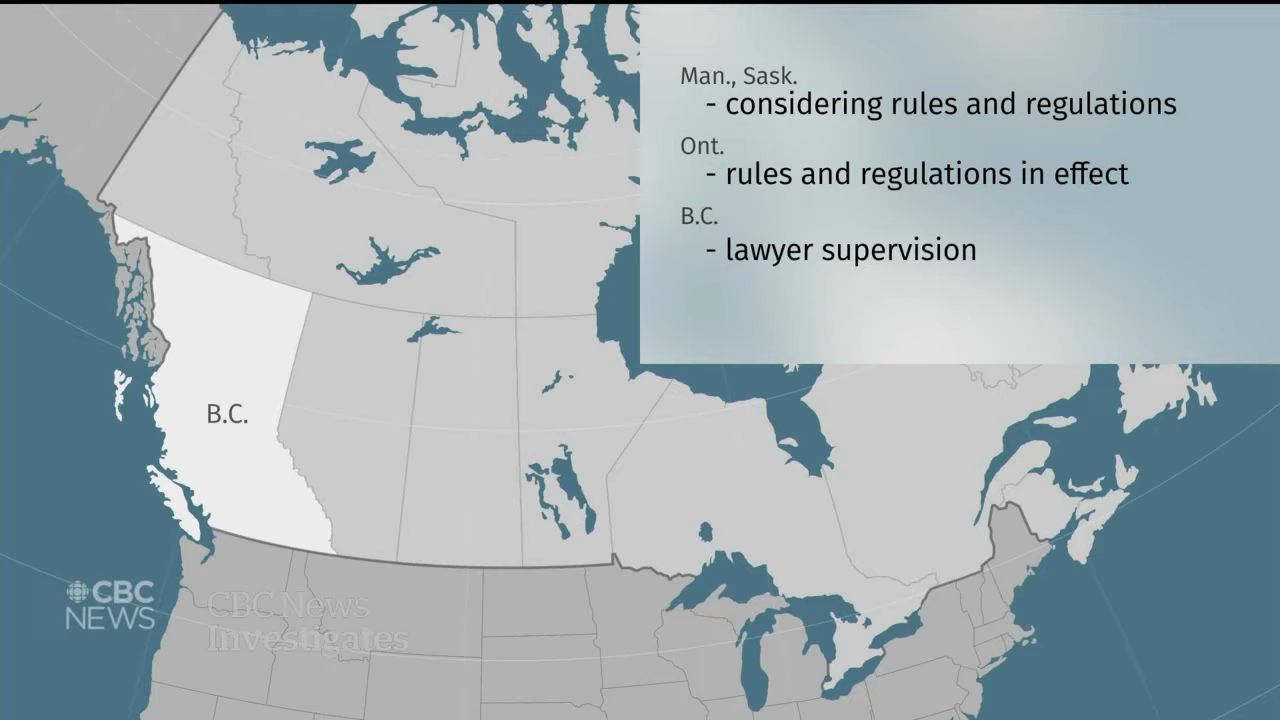 Man., Sask.
- considering rules and regulations
Ont.
- rules and regulations in effect
B.C.
- lawyer supervision
B.C.
CBC
NEWS
CBC News
Investigates